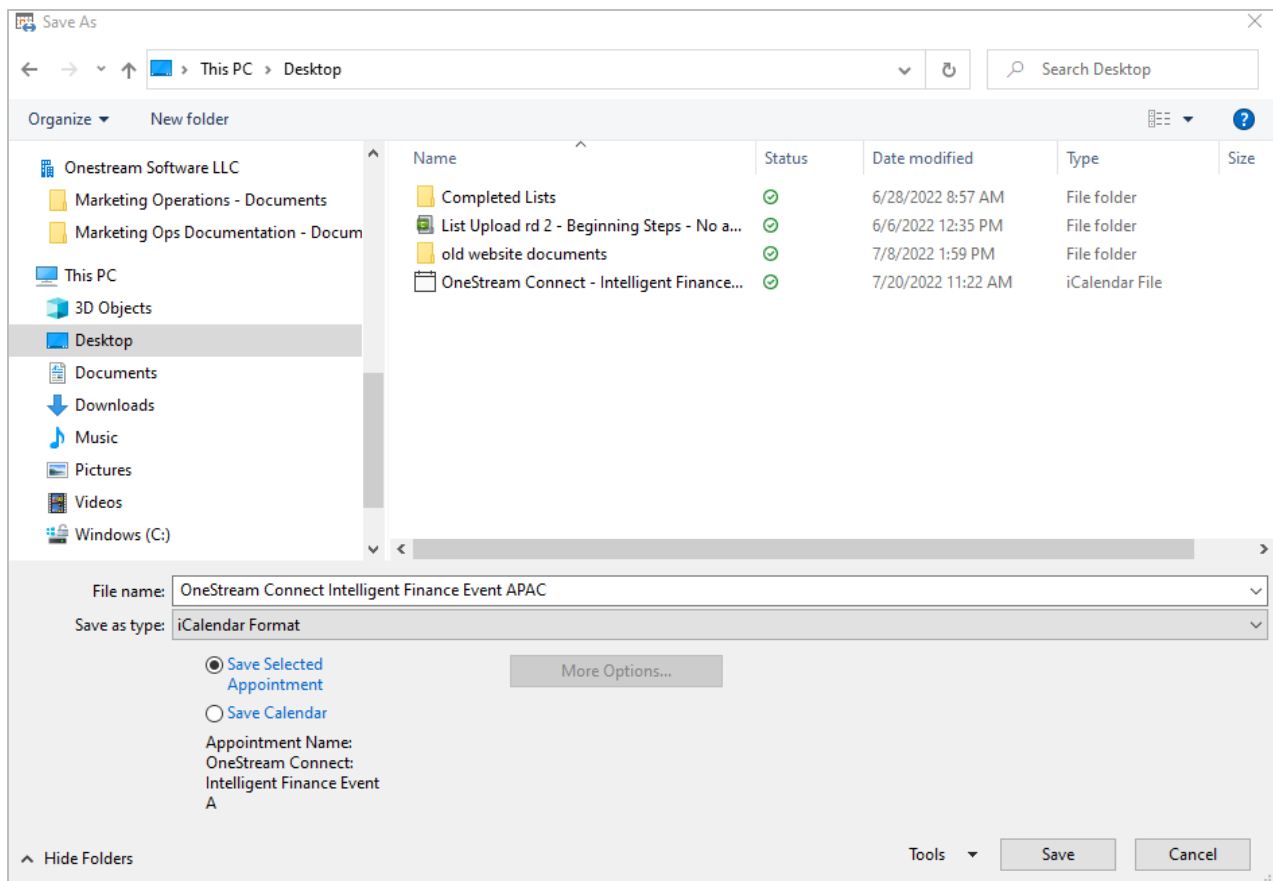 Save As
This PC > Desktop
Search Desktop
Organize
New folder
Onestream Software LLC
Marketing Operations - Documents
Marketing Ops Documentation - Docum
This PC
3D Objects
Desktop
Documents
Downloads
Music
Pictures
Videos
Windows (C:)
Name Status Date modified Type Size
Completed Lists 6/28/2022 8:57 AM File folder
List Upload rd 2 - Beginning Steps - No a... 6/6/2022 12:35 PM File folder
old website documents 7/8/2022 1:59 PM File folder
OneStream Connect - Intelligent Finance... 7/20/2022 11:22 AM iCalendar File
File name: OneStream Connect Intelligent Finance Event APAC
Save as type: iCalendar Format
Save Selected
Appointment
More Options...
Save Calendar
Appointment Name:
OneStream Connect:
Intelligent Finance Event
A
Hide Folders
Tools
Save
Cancel